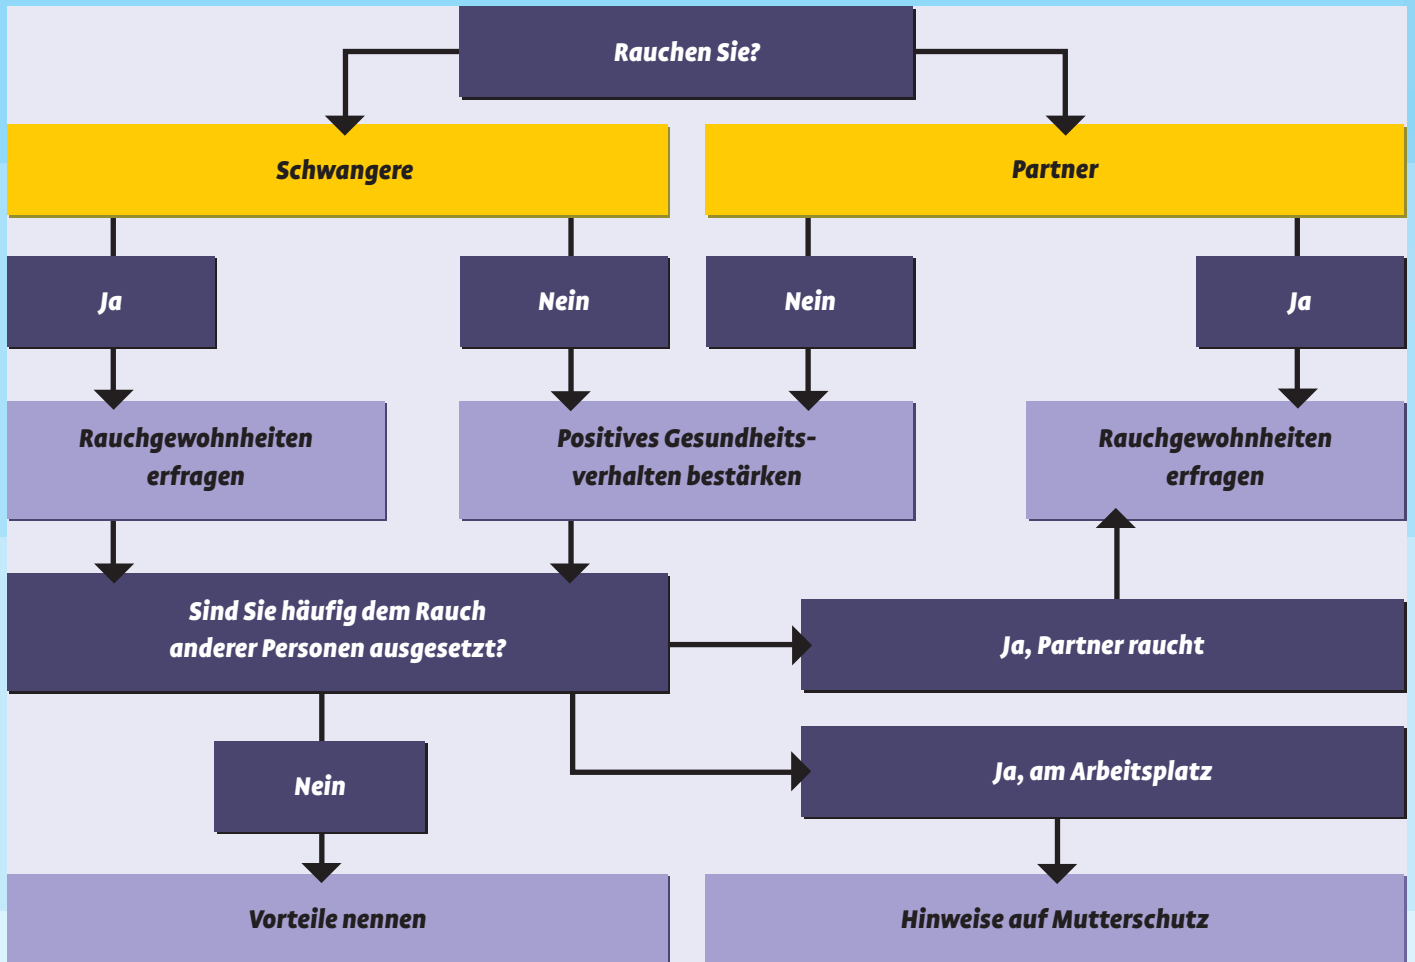 Rauchen Sie?
Schwangere
Partner
Ja
Nein
Nein
Ja
Rauchgewohnheiten
erfragen
Positives Gesundheits-
verhalten bestärken
Rauchgewohnheiten
erfragen
Sind Sie häufig dem Rauch
anderer Personen ausgesetzt?
Ja, Partner raucht
Ja, am Arbeitsplatz
Nein
Vorteile nennen
Hinweise auf Mutterschutz